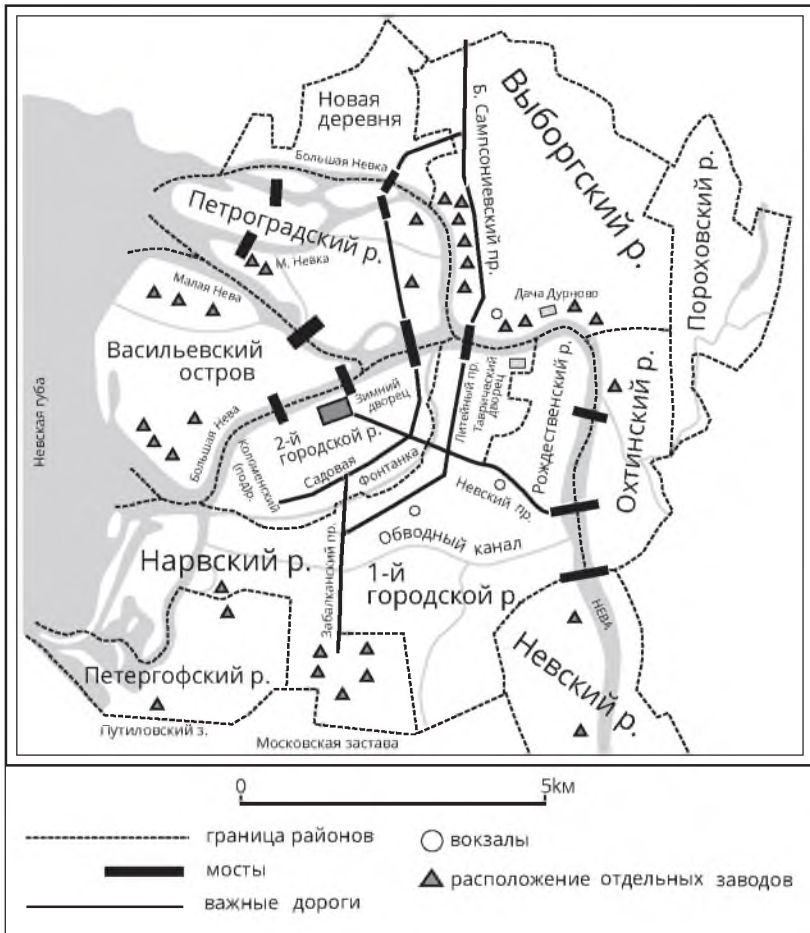 Новая
деревня
Большая Невка
Б. Сампсониевский пр.
Выборгский р.
Пороховский р.
Петроградский р.
М. Невка
Малая Нева
Дача Дурново
Васильевский
остров
Зимний
дворец
Литейный пр.
Таврический
дворец
Рождественский р.
Охтинский р.
Невская губа
Большая Нева
2-й
городской р.
Коломенский
(подр.
Садовая
Фонтанка
Невский пр.
Обводный канал
Нарвский р.
Забалканский пр.
1-й
городской р.
НЕВА
Невский р.
Петергофский р.
Путиловский з.
Московская застава
0 5км
граница районов
вокзалы
мосты
расположение отдельных заводов
важные дороги